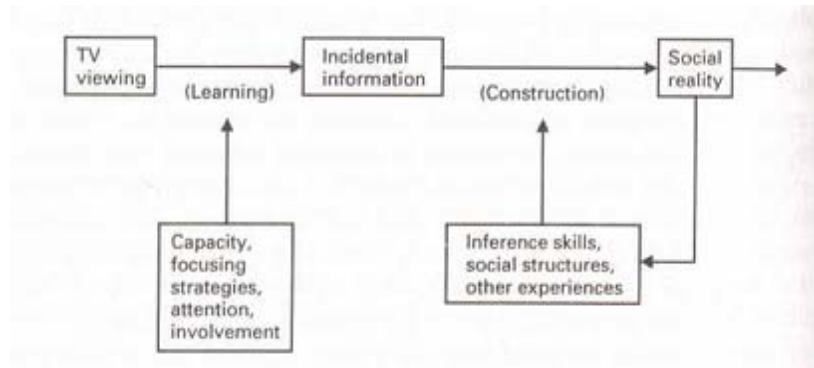 TV
viewing
(Learning)
Incidental
information
(Construction)
Social
reality
Capacity,
focusing
strategies,
attention,
involvement
Inference skills,
social structures,
other experiences